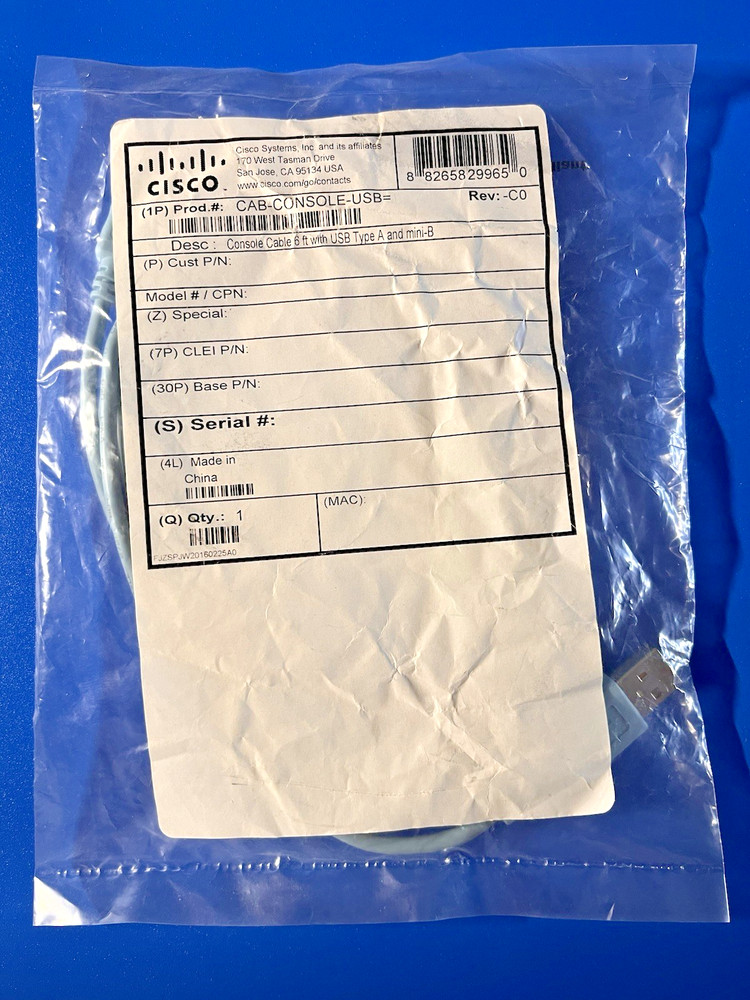 CISCO
Cisco Systems, Inc. and its affiliates
170 West Tasman Drive
San Jose, CA 95134 USA
www.cisco.com/go/contacts
8 8265829965 0
(1P) Prod.#: CAB-CONSOLE-USB=
Rev: -C0
Desc : Console Cable 6 ft with USB Type A and mini-B
(P) Cust P/N:
Model # / CPN:
(Z) Special:
(7P) CLEI P/N:
(30P) Base P/N:
(S) Serial #:
(4L) Made in
China
(Q) Qty.: 1
(MAC):
FJZSPJW20160225A0